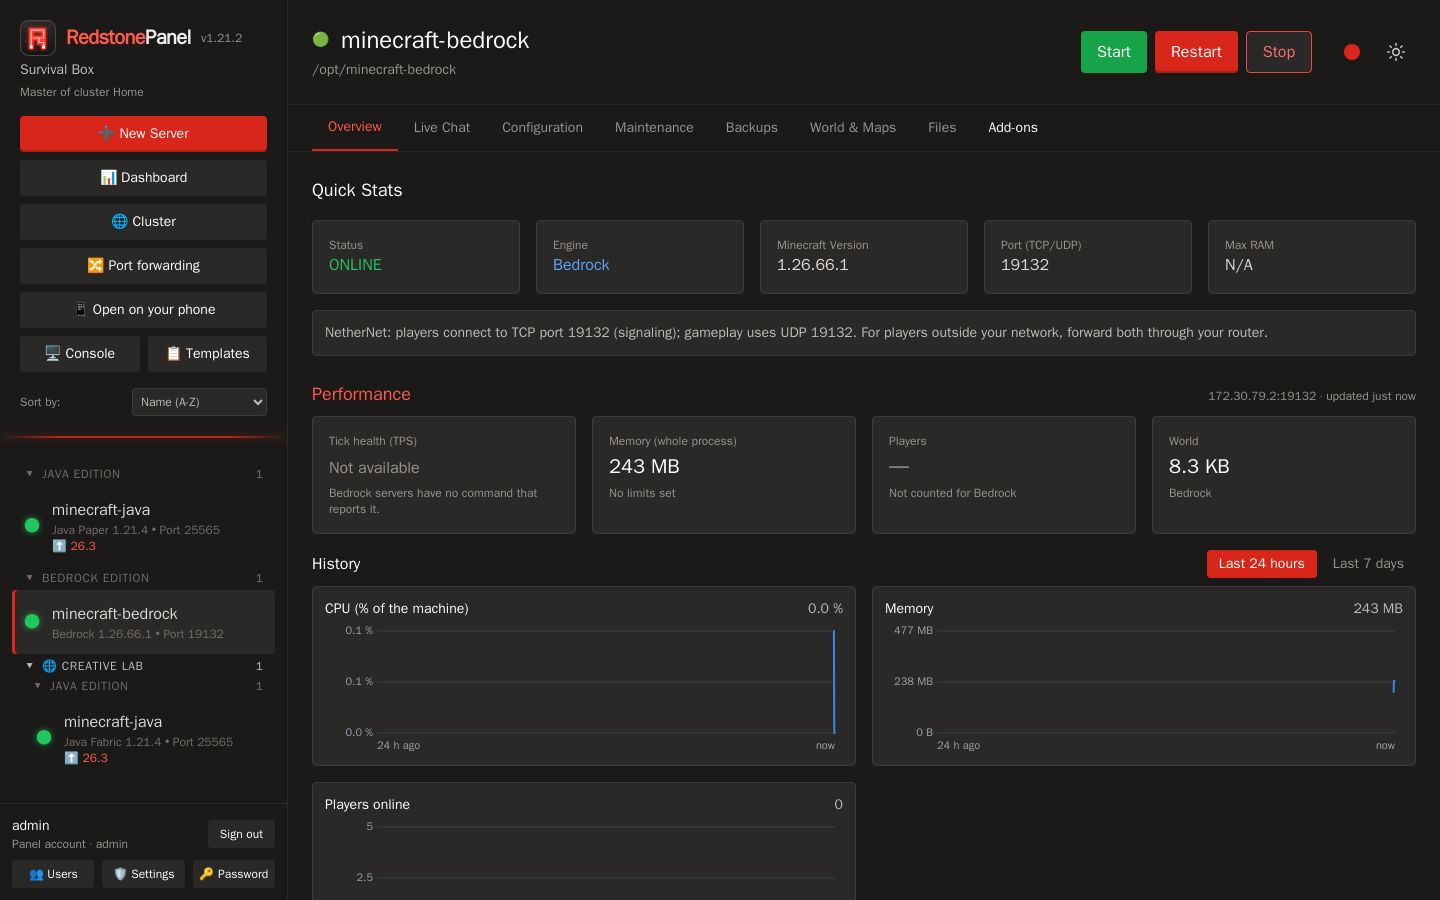 RedstonePanel v1.21.2
Survival Box
Master of cluster Home
➕ New Server
📊 Dashboard
🌐 Cluster
🔀 Port forwarding
📱 Open on your phone
🖥️ Console
📋 Templates
Sort by:
Name (A-Z)
JAVA EDITION 1
minecraft-java
Java Paper 1.21.4 • Port 25565
⬆️ 26.3
BEDROCK EDITION 1
minecraft-bedrock
Bedrock 1.26.66.1 • Port 19132
🌐 CREATIVE LAB 1
JAVA EDITION 1
minecraft-java
Java Fabric 1.21.4 • Port 25565
⬆️ 26.3
admin
Panel account · admin
Sign out
👥 Users
🛡️ Settings
🔑 Password
minecraft-bedrock
/opt/minecraft-bedrock
Start
Restart
Stop
Overview
Live Chat
Configuration
Maintenance
Backups
World & Maps
Files
Add-ons
Quick Stats
Status
ONLINE
Engine
Bedrock
Minecraft Version
1.26.66.1
Port (TCP/UDP)
19132
Max RAM
N/A
NetherNet: players connect to TCP port 19132 (signaling); gameplay uses UDP 19132. For players outside your network, forward both through your router.
Performance
172.30.79.2:19132 · updated just now
Tick health (TPS)
Not available
Bedrock servers have no command that
reports it.
Memory (whole process)
243 MB
No limits set
Players
—
Not counted for Bedrock
World
8.3 KB
Bedrock
History
Last 24 hours
Last 7 days
CPU (% of the machine)
0.0 %
0.1 %
0.1 %
0.0 %
24 h ago
now
Memory
243 MB
477 MB
238 MB
0 B
24 h ago
now
Players online
0
5
2.5